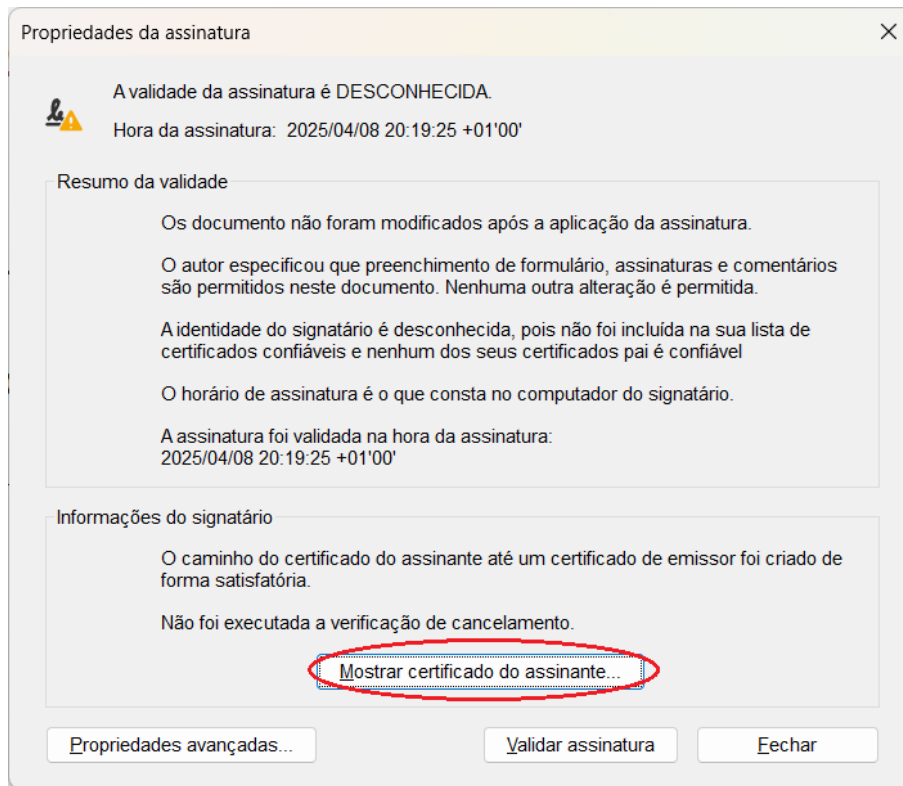 Propriedades da assinatura
A validade da assinatura é DESCONHECIDA.
Hora da assinatura: 2025/04/08 20:19:25 +01'00'
Resumo da validade
Os documento não foram modificados após a aplicação da assinatura.
O autor especificou que preenchimento de formulário, assinaturas e comentários
são permitidos neste documento. Nenhuma outra alteração é permitida.
A identidade do signatário é desconhecida, pois não foi incluída na sua lista de
certificados confiáveis e nenhum dos seus certificados pai é confiável
O horário de assinatura é o que consta no computador do signatário.
A assinatura foi validada na hora da assinatura:
2025/04/08 20:19:25 +01'00'
Informações do signatário
O caminho do certificado do assinante até um certificado de emissor foi criado de
forma satisfatória.
Não foi executada a verificação de cancelamento.
Mostrar certificado do assinante...
Propriedades avançadas...
Validar assinatura
Fechar